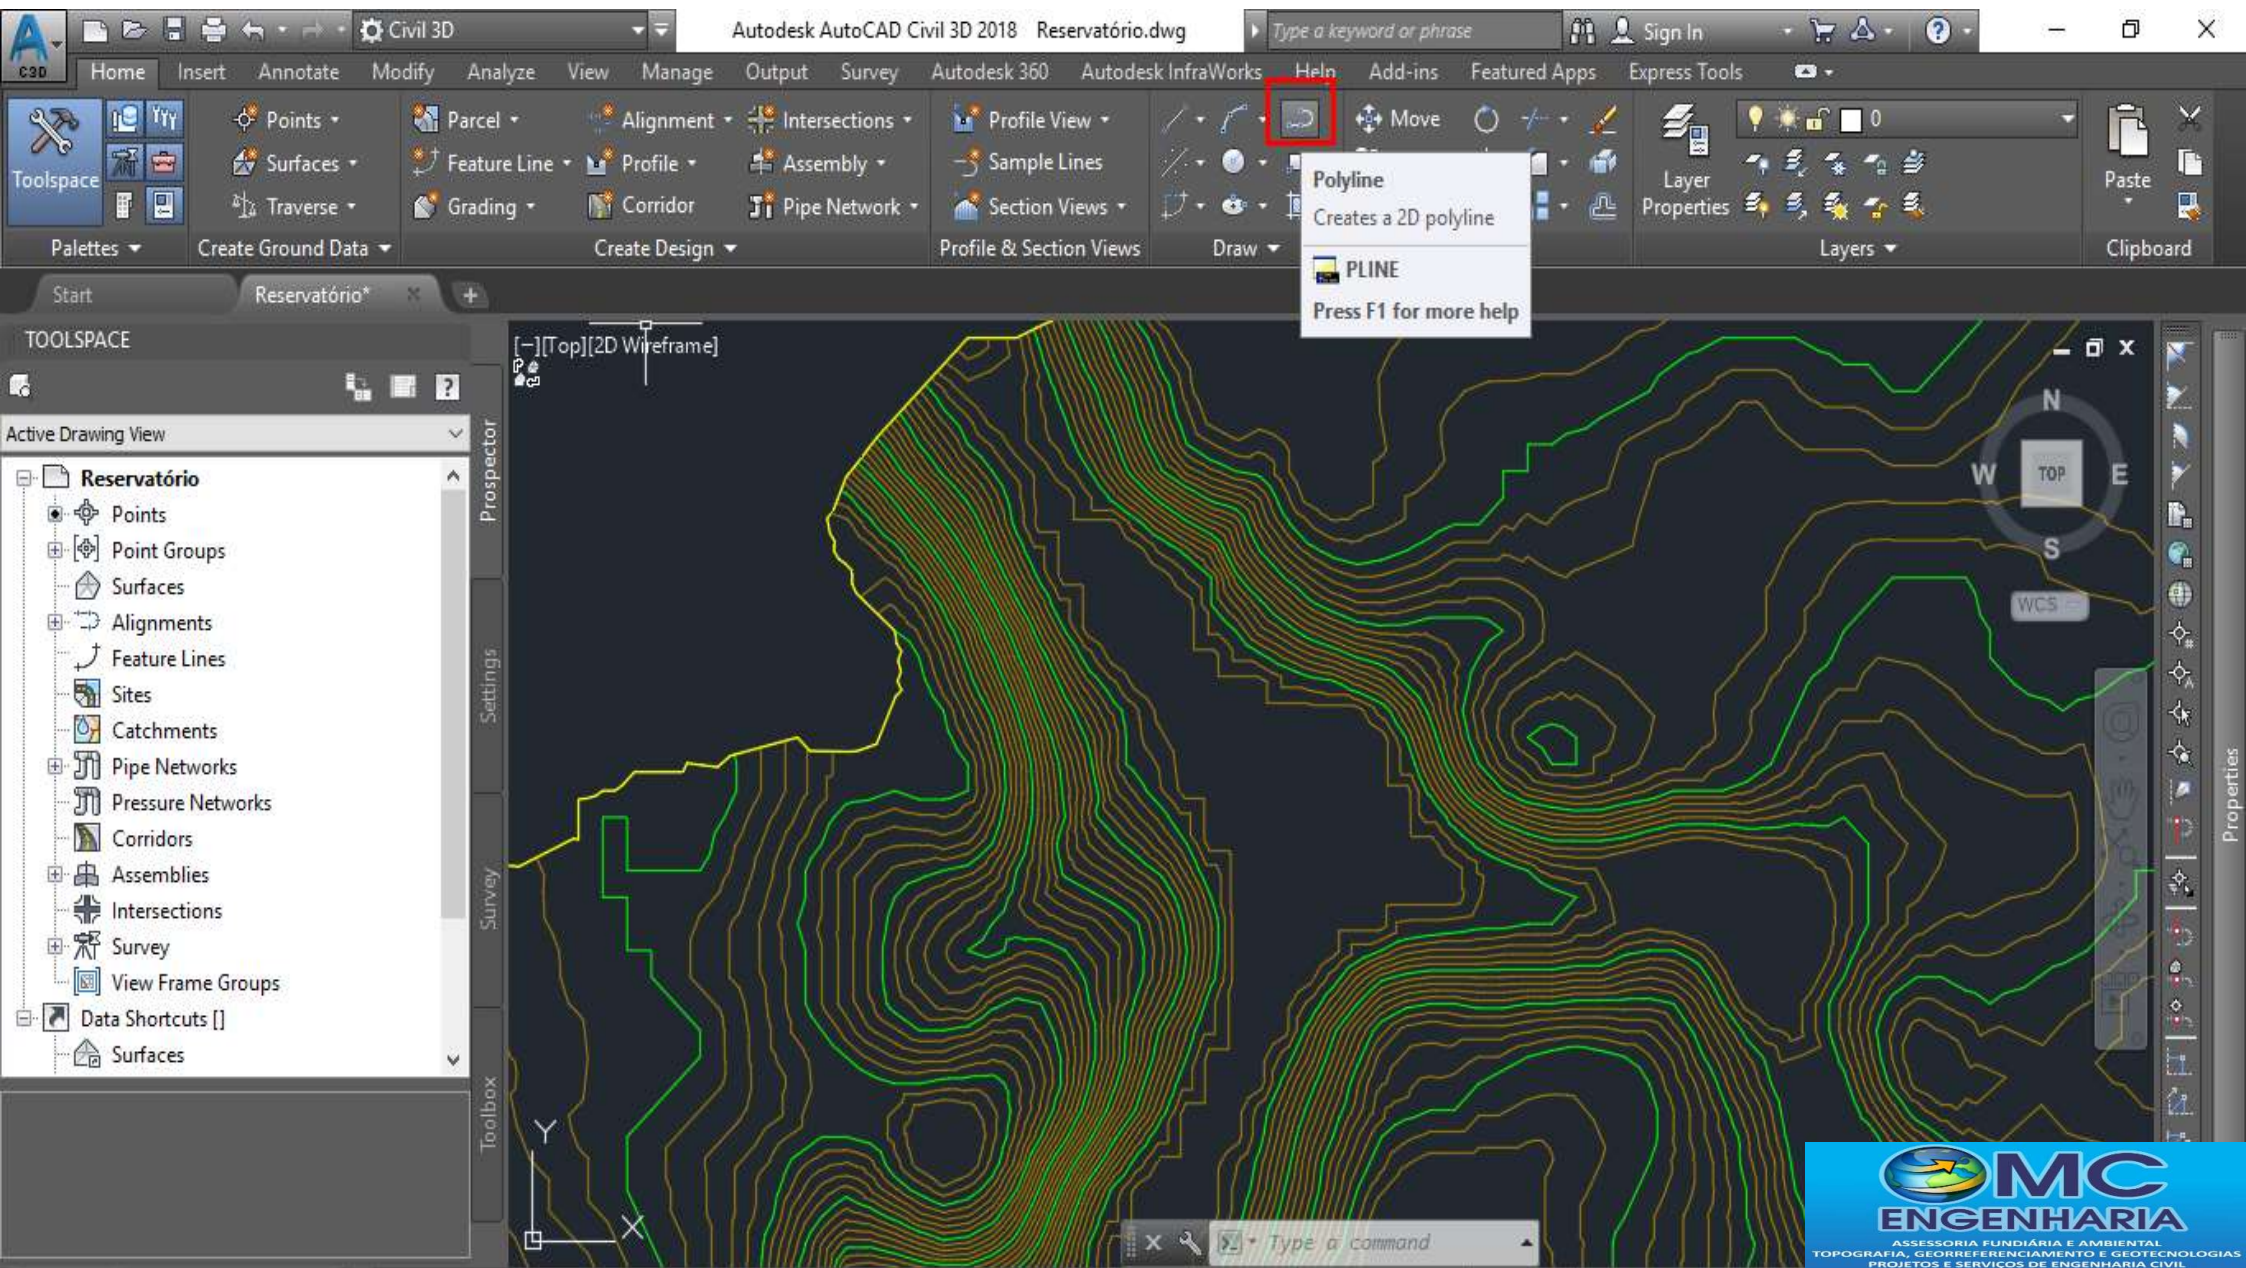 Civil 3D
Autodesk AutoCAD Civil 3D 2018 Reservatório.dwg
Type a keyword or phrase
Sign In
C3D
Home Insert Annotate Modify Analyze View Manage Output Survey Autodesk 360 Autodesk InfraWorks Help Add-ins Featured Apps Express Tools
Toolspace
Palettes
Points
Surfaces
Traverse
Create Ground Data
Parcel Alignment Intersections
Feature Line Profile Assembly
Grading Corridor Pipe Network
Create Design
Profile View
Sample Lines
Section Views
Profile & Section Views
Draw
Move
Polyline
Creates a 2D polyline
PLINE
Press F1 for more help
Layer
Properties
0
Layers
Paste
Clipboard
Start Reservatório*
TOOLSPACE
Active Drawing View
Reservatório
Points
Point Groups
Surfaces
Alignments
Feature Lines
Sites
Catchments
Pipe Networks
Pressure Networks
Corridors
Assemblies
Intersections
Survey
View Frame Groups
Data Shortcuts []
Surfaces
Prospector
Settings
Survey
Toolbox
[−][Top][2D Wireframe]
N
W TOP E
S
WCS
Properties
Y
X
Type a command
MC
ENGENHARIA
ASSESSORIA FUNDIÁRIA E AMBIENTAL
TOPOGRAFIA, GEORREFERENCIAMENTO E GEOTECNOLOGIAS
PROJETOS E SERVIÇOS DE ENGENHARIA CIVIL